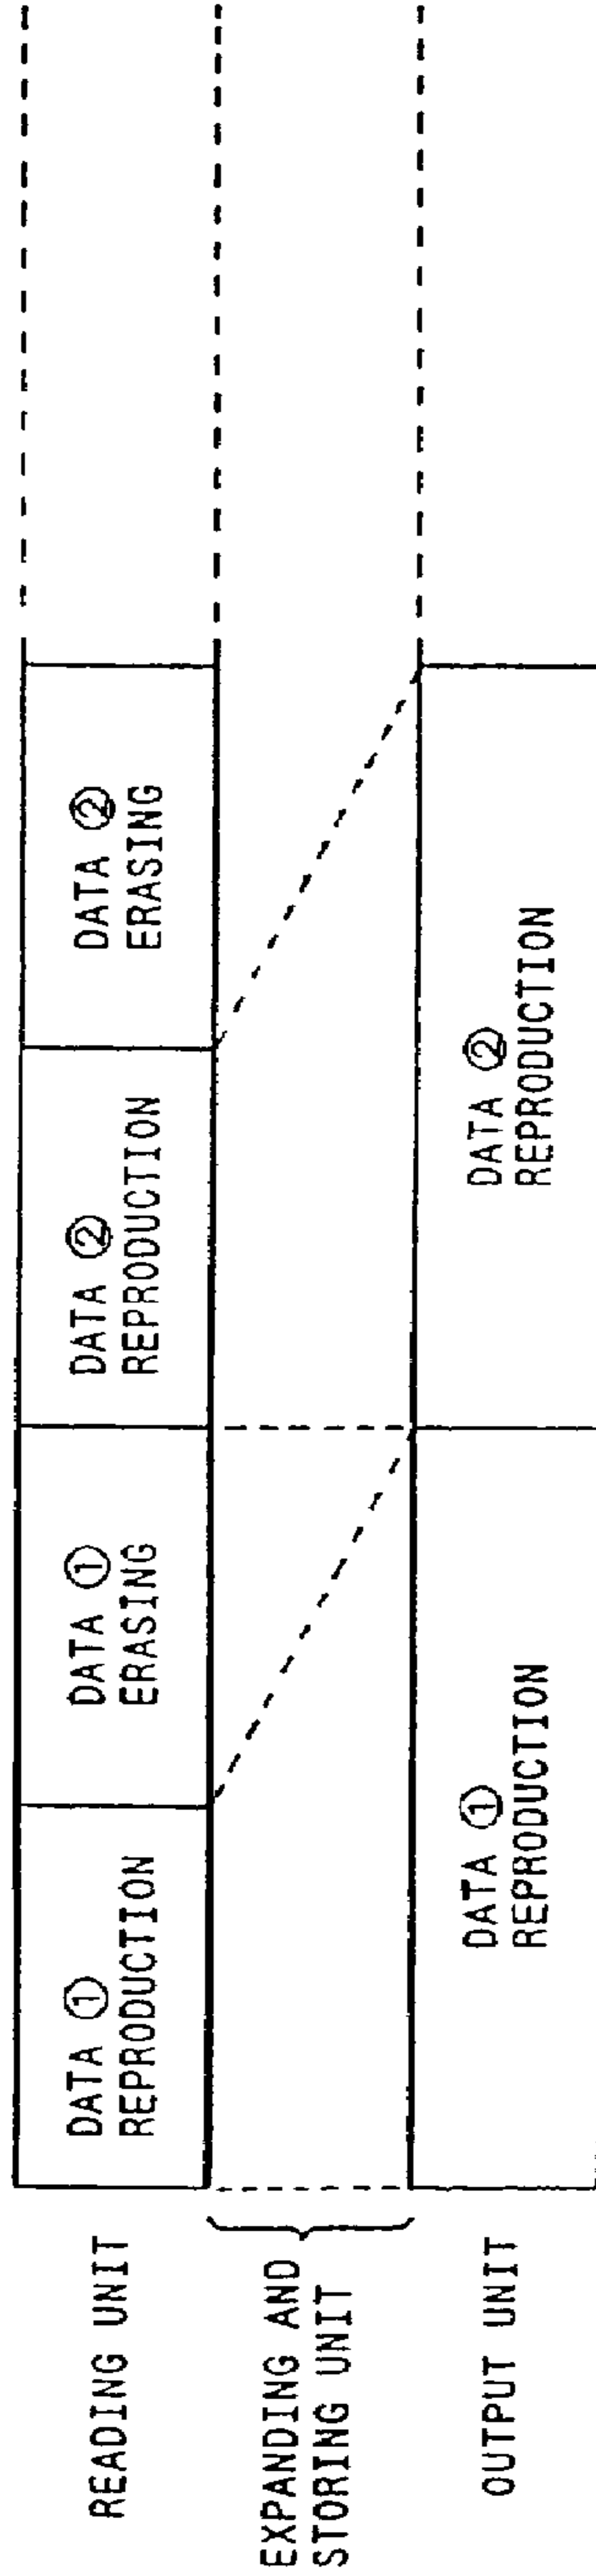 READING UNIT
DATA ①
REPRODUCTION
DATA ①
ERASING
DATA ②
REPRODUCTION
DATA ②
ERASING
EXPANDING AND
STORING UNIT
OUTPUT UNIT
DATA ①
REPRODUCTION
DATA ②
REPRODUCTION